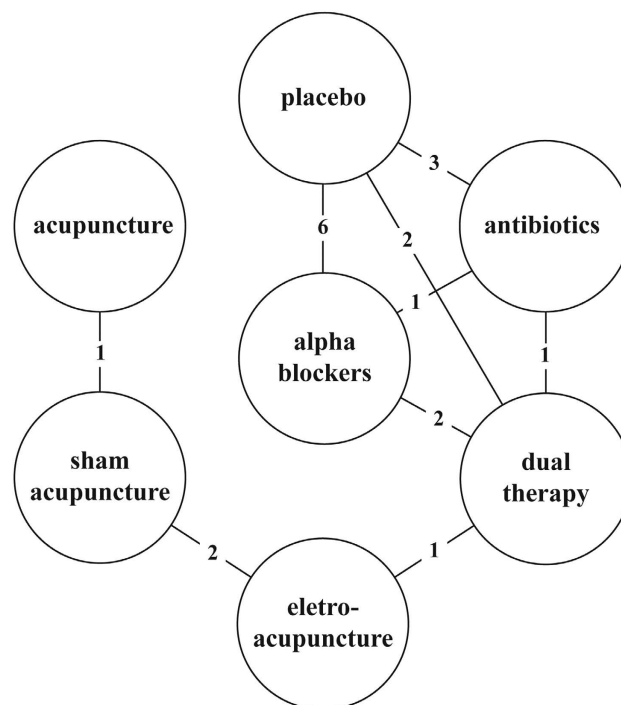 placebo
3
acupuncture
antibiotics
6
2
1
alpha
blockers
1
1
2
sham
acupuncture
dual
therapy
2
1
eletro-
acupuncture